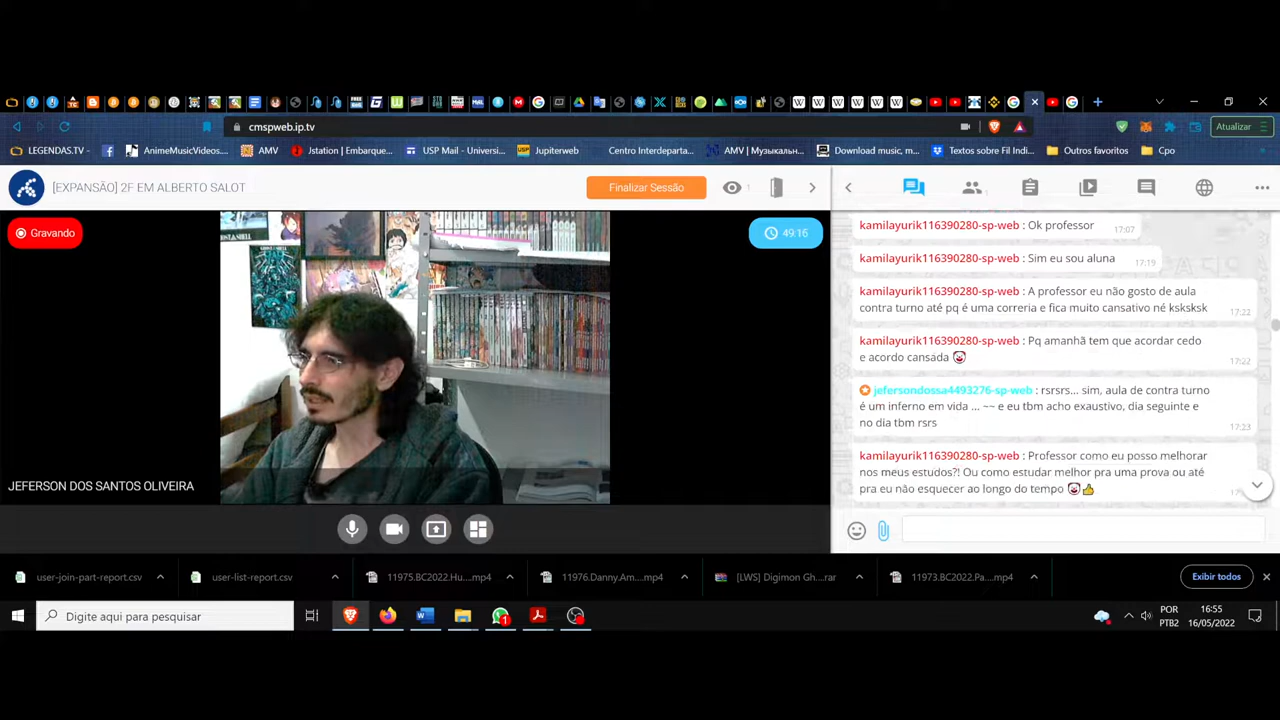 cmspweb.ip.tv
Atualizar
LEGENDAS.TV
AnimeMusicVideos....
AMV
Jstation | Embarque...
USP Mail - Universi...
Jupiterweb
Centro Interdeparta...
AMV | Музыкальн...
Download music, m...
Textos sobre Fil Indi...
Outros favoritos
Cpo
[EXPANSÃO] 2F EM ALBERTO SALOT
Finalizar Sessão
1
1
Gravando
49:16
JEFERSON DOS SANTOS OLIVEIRA
kamilayurik116390280-sp-web : Ok professor
17:07
kamilayurik116390280-sp-web : Sim eu sou aluna
17:19
kamilayurik116390280-sp-web : A professor eu não gosto de aula
contra turno até pq é uma correria e fica muito cansativo né ksksksk
17:22
kamilayurik116390280-sp-web : Pq amanhã tem que acordar cedo
e acordo cansada
17:22
jefersondossa4493276-sp-web : rsrsrs... sim, aula de contra turno
é um inferno em vida ... ~~ e eu tbm acho exaustivo, dia seguinte e
no dia tbm rsrs
17:23
kamilayurik116390280-sp-web : Professor como eu posso melhorar
nos meus estudos?! Ou como estudar melhor pra uma prova ou até
pra eu não esquecer ao longo do tempo
user-join-part-report.csv
user-list-report.csv
11975.BC2022.Hu....mp4
11976.Danny.Am....mp4
[LWS] Digimon Gh....rar
11973.BC2022.Pa....mp4
Exibir todos
Digite aqui para pesquisar
1
POR
PTB2
16:55
16/05/2022